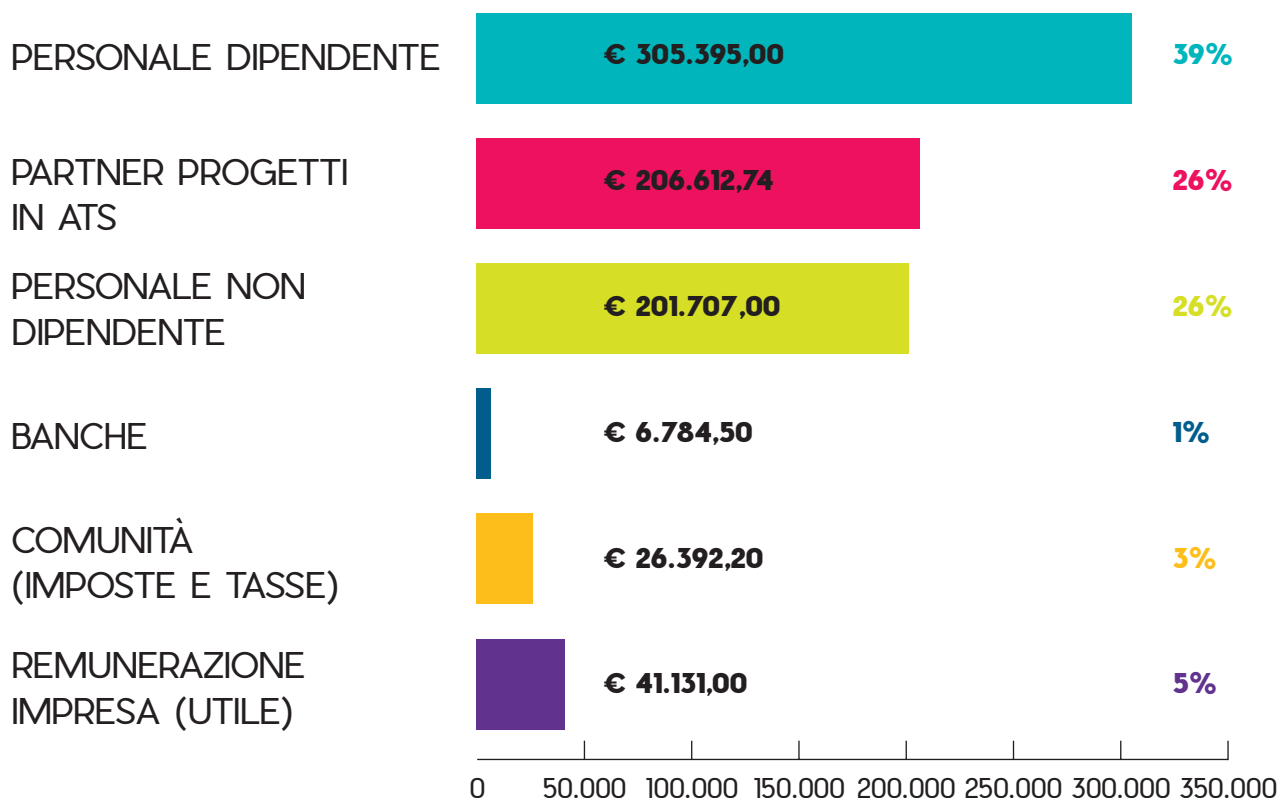 PERSONALE DIPENDENTE
€ 305.395,00
39%
PARTNER PROGETTI
IN ATS
€ 206.612,74
26%
PERSONALE NON
DIPENDENTE
€ 201.707,00
26%
BANCHE
€ 6.784,50
1%
COMUNITÀ
(IMPOSTE E TASSE)
€ 26.392,20
3%
REMUNERAZIONE
IMPRESA (UTILE)
€ 41.131,00
5%
0 50.000 100.000 150.000 200.000 250.000 300.000 350.000